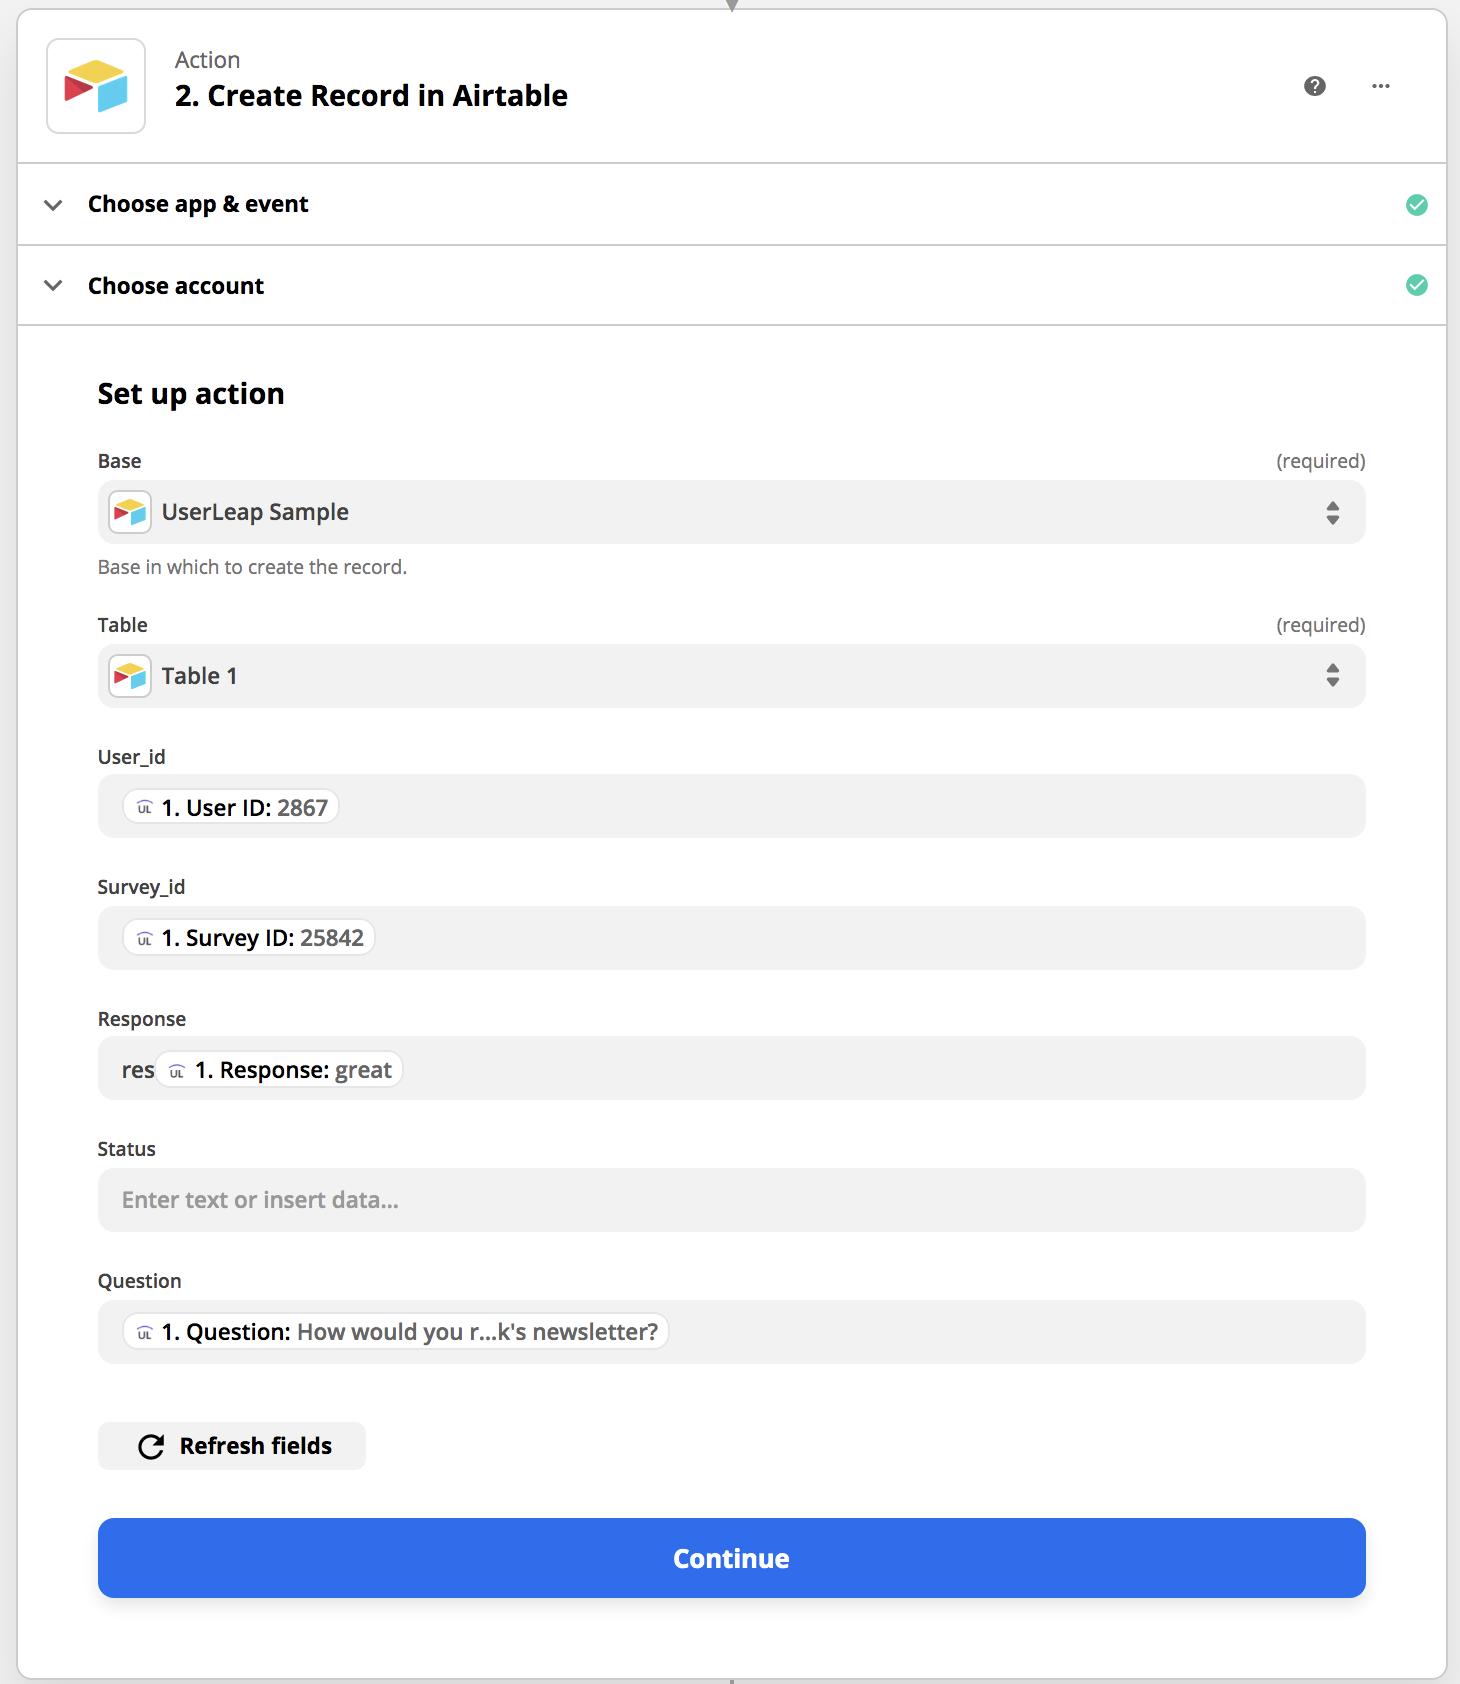 Action
2. Create Record in Airtable
Choose app & event
Choose account
Set up action
Base (required)
UserLeap Sample
Base in which to create the record.
Table (required)
Table 1
User_id
UL 1. User ID: 2867
Survey_id
UL 1. Survey ID: 25842
Response
res UL 1. Response: great
Status
Enter text or insert data...
Question
UL 1. Question: How would you r...k's newsletter?
Refresh fields
Continue